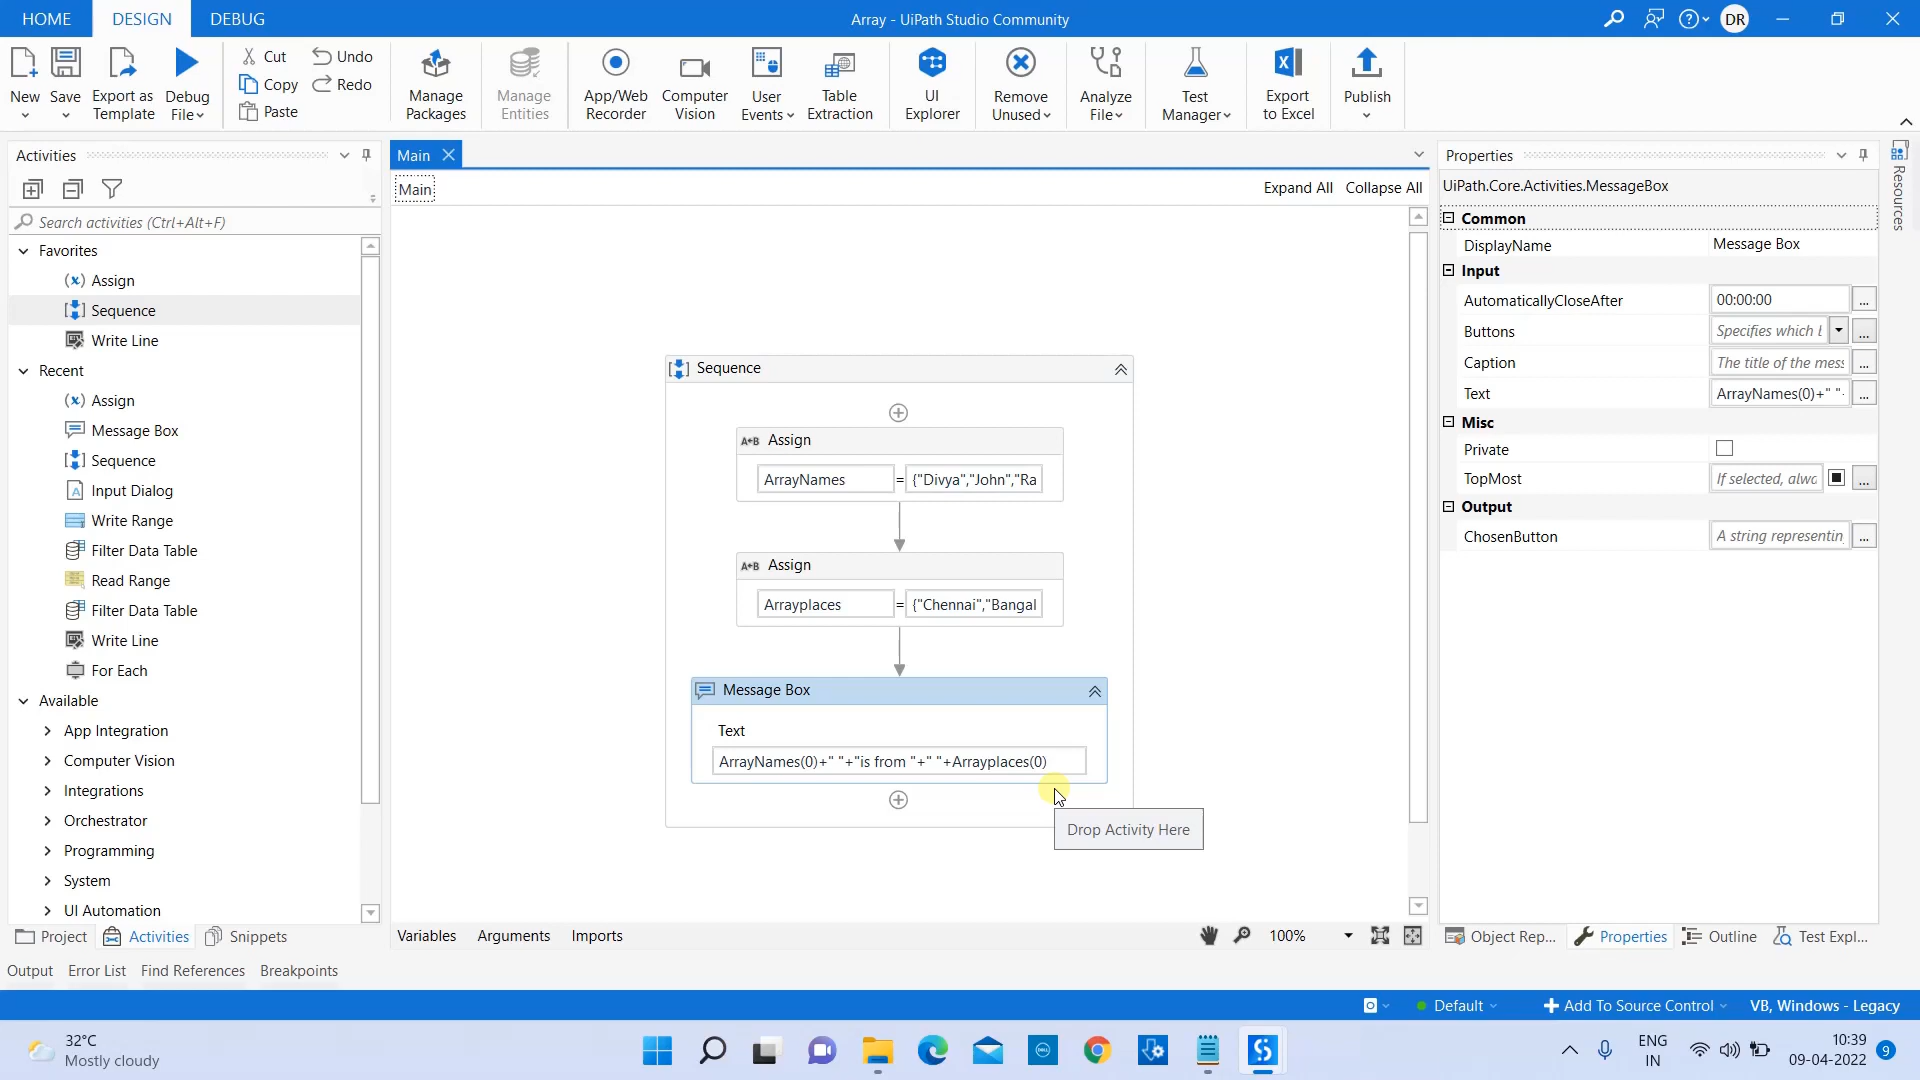 HOME
DESIGN
DEBUG
Array - UiPath Studio Community
DR
New
Save
Export as
Template
Debug
File
Cut
Copy
Paste
Undo
Redo
Manage
Packages
Manage
Entities
App/Web
Recorder
Computer
Vision
User
Events
Table
Extraction
UI
Explorer
Remove
Unused
Analyze
File
Test
Manager
Export
to Excel
Publish
Activities
Search activities (Ctrl+Alt+F)
Favorites
Assign
Sequence
Write Line
Recent
Assign
Message Box
Sequence
Input Dialog
Write Range
Filter Data Table
Read Range
Filter Data Table
Write Line
For Each
Available
App Integration
Computer Vision
Integrations
Orchestrator
Programming
System
UI Automation
Project
Activities
Snippets
Main
Main
Expand All
Collapse All
Sequence
A+B Assign
ArrayNames
=
{"Divya","John","Ra
A+B Assign
Arrayplaces
=
{"Chennai","Bangal
Message Box
Text
ArrayNames(0)+" "+"is from "+" "+Arrayplaces(0)
Drop Activity Here
Variables
Arguments
Imports
100%
Properties
UiPath.Core.Activities.MessageBox
Common
DisplayName
Message Box
Input
AutomaticallyCloseAfter
00:00:00
...
Buttons
Specifies which b
...
Caption
The title of the mess
...
Text
ArrayNames(0)+" "+
...
Misc
Private
TopMost
If selected, alwa
...
Output
ChosenButton
A string representin
...
Resources
Object Rep...
Properties
Outline
Test Expl...
Output
Error List
Find References
Breakpoints
Default
Add To Source Control
VB, Windows - Legacy
32°C
Mostly cloudy
DELL
ENG
IN
10:39
09-04-2022
9